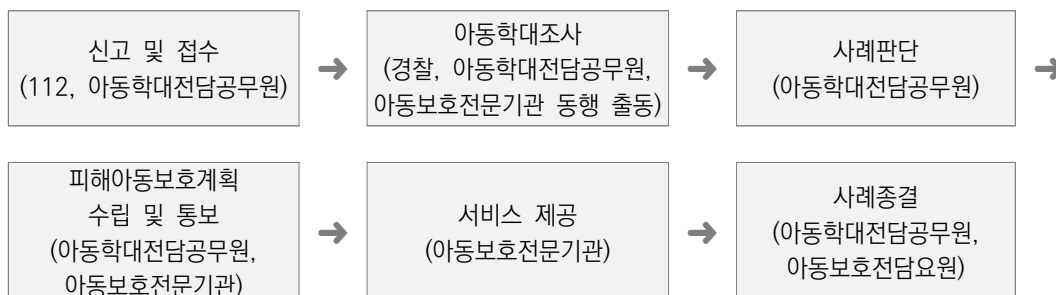 신고 및 접수
(112, 아동학대전담공무원)
아동학대조사
(경찰, 아동학대전담공무원,
아동보호전문기관 동행 출동)
사례판단
(아동학대전담공무원)
피해아동보호계획
수립 및 통보
(아동학대전담공무원,
아동보호전문기관)
서비스 제공
(아동보호전문기관)
사례종결
(아동학대전담공무원,
아동보호전담요원)